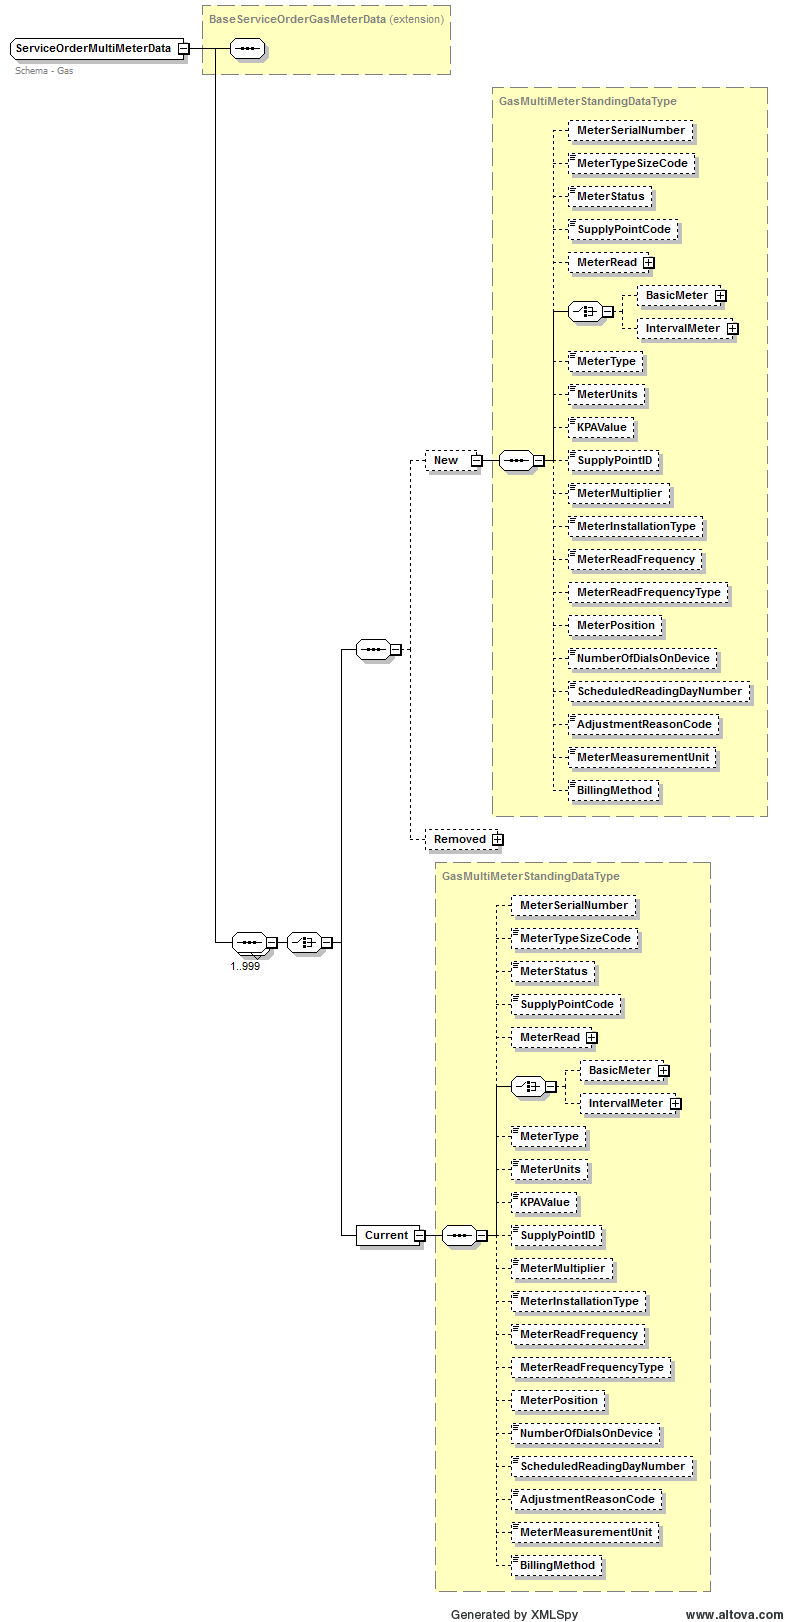 BaseServiceOrderGasMeterData (extension)
ServiceOrderMultiMeterData
Schema - Gas
GasMultiMeterStandingDataType
MeterSerialNumber
MeterTypeSizeCode
MeterStatus
SupplyPointCode
MeterRead
BasicMeter
IntervalMeter
MeterType
MeterUnits
KPAValue
New
SupplyPointID
MeterMultiplier
MeterInstallationType
MeterReadFrequency
MeterReadFrequencyType
MeterPosition
NumberOfDialsOnDevice
ScheduledReadingDayNumber
AdjustmentReasonCode
MeterMeasurementUnit
BillingMethod
Removed
GasMultiMeterStandingDataType
MeterSerialNumber
MeterTypeSizeCode
1..999
MeterStatus
SupplyPointCode
MeterRead
BasicMeter
IntervalMeter
MeterType
MeterUnits
KPAValue
Current
SupplyPointID
MeterMultiplier
MeterInstallationType
MeterReadFrequency
MeterReadFrequencyType
MeterPosition
NumberOfDialsOnDevice
ScheduledReadingDayNumber
AdjustmentReasonCode
MeterMeasurementUnit
BillingMethod
Generated by XMLSpy
www.altova.com